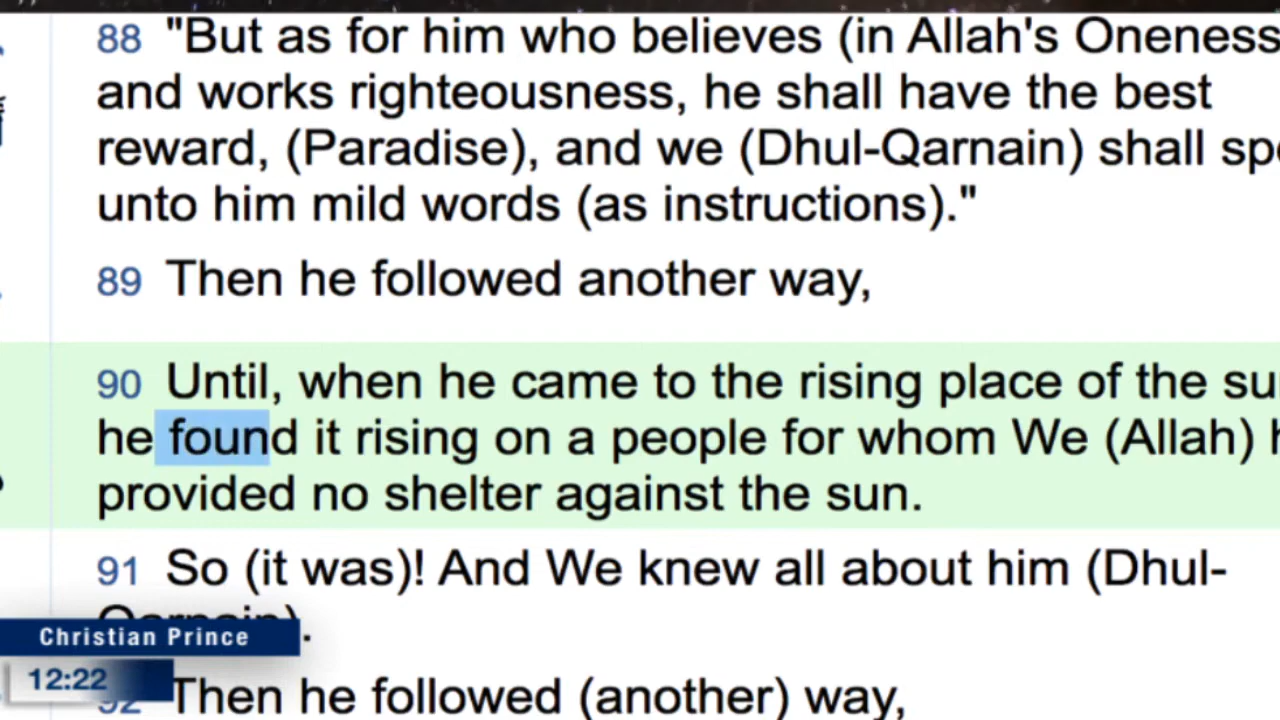 88 "But as for him who believes (in Allah's Oneness
and works righteousness, he shall have the best
reward, (Paradise), and we (Dhul-Qarnain) shall
unto him mild words (as instructions)."
89 Then he followed another way,
90 Until, when he came to the rising place of the
he found it rising on a people for whom We (Allah)
provided no shelter against the sun.
91 So (it was)! And We knew all about him (Dhul-
Qarnain).
Christian Prince
12:22
92 Then he followed (another) way,